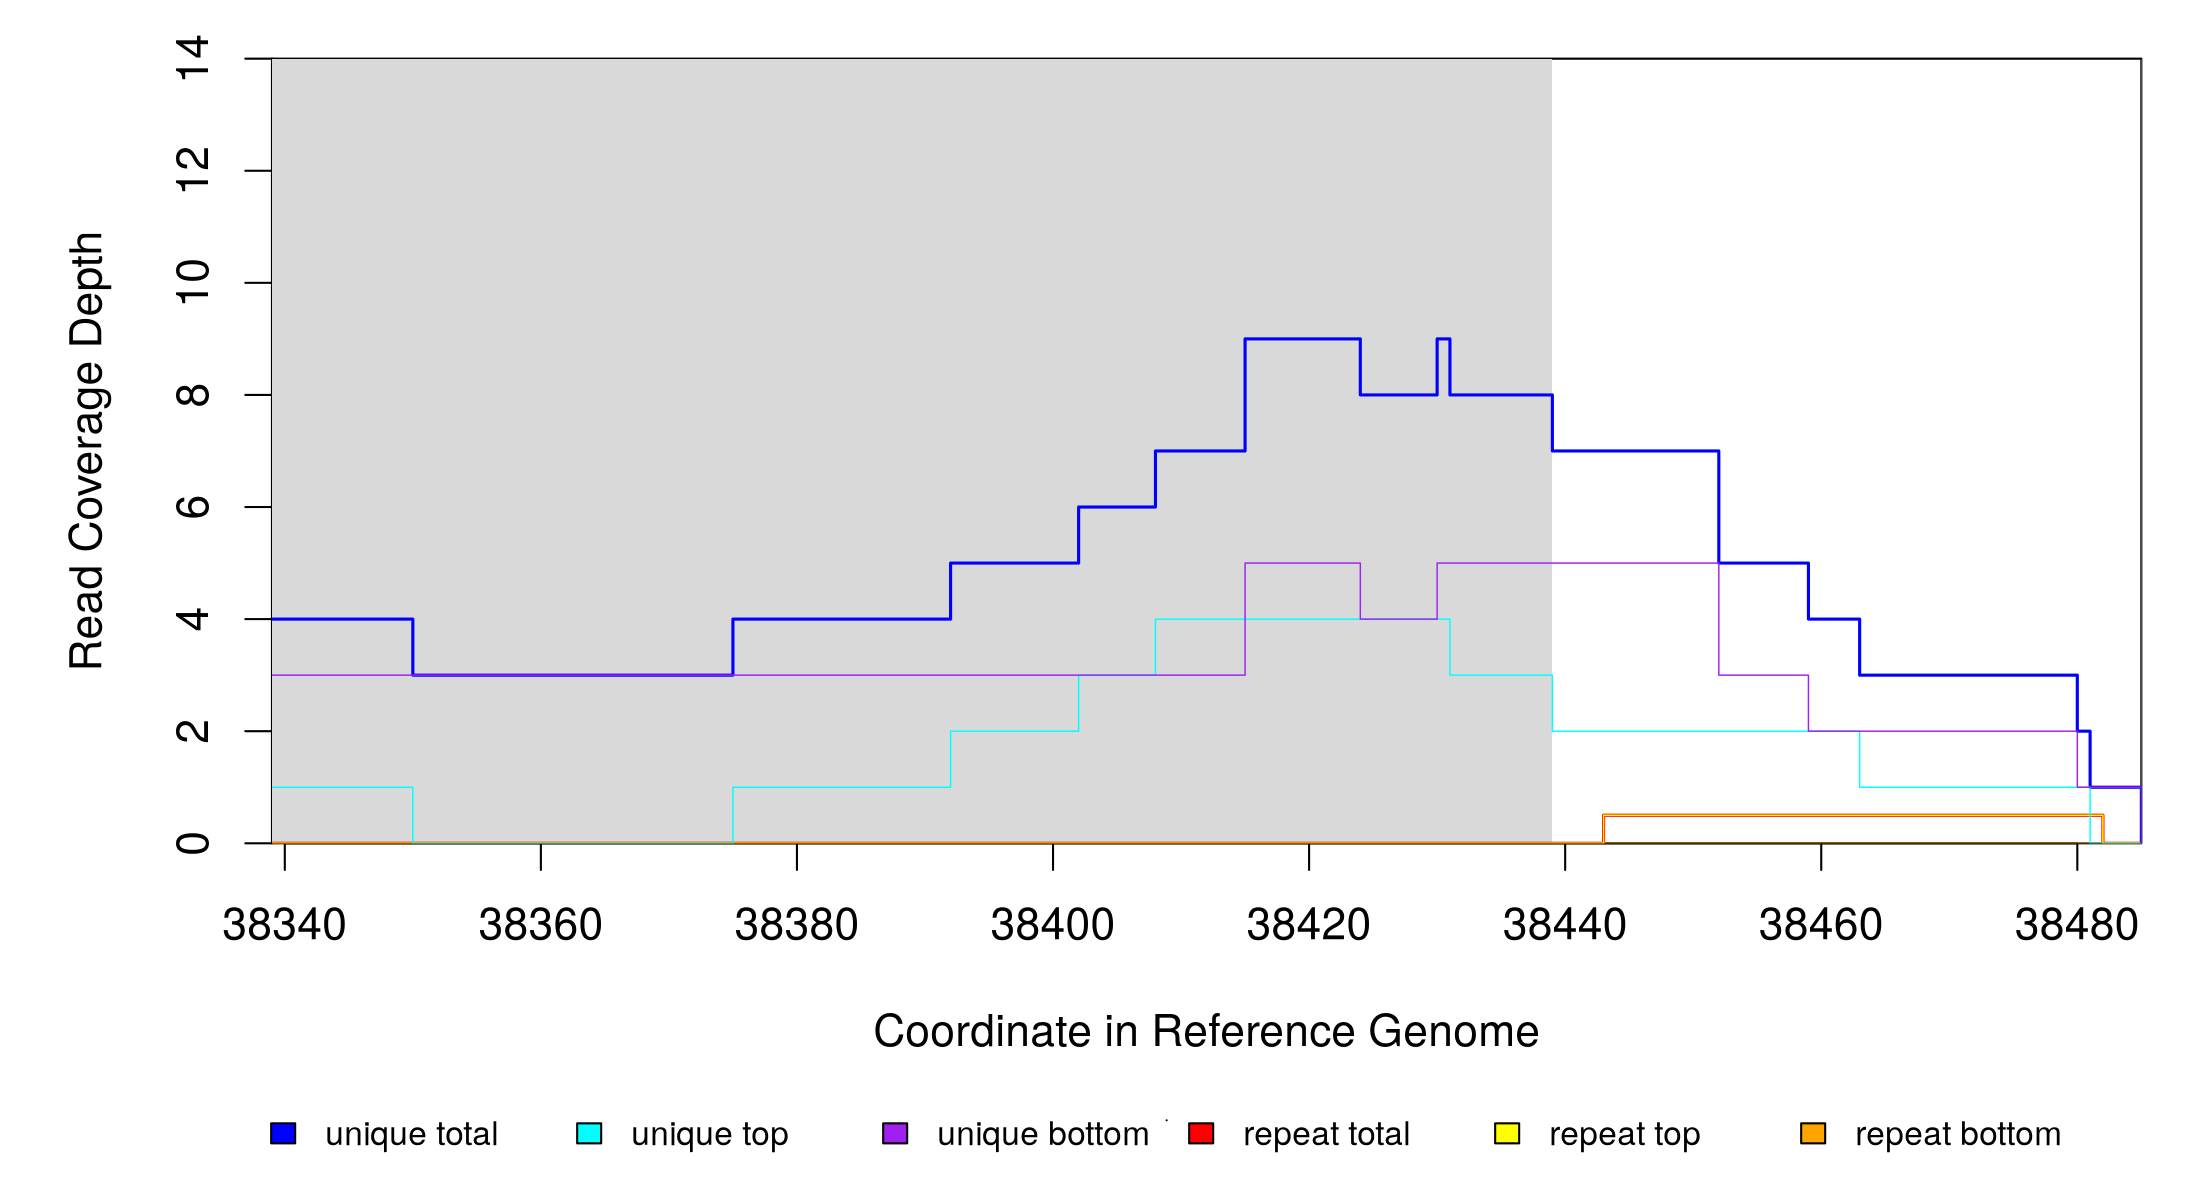 14
12
10
8
6
4
2
0
Read Coverage Depth
38340 38360 38380 38400 38420 38440 38460 38480
Coordinate in Reference Genome
unique total unique top unique bottom repeat total repeat top repeat bottom